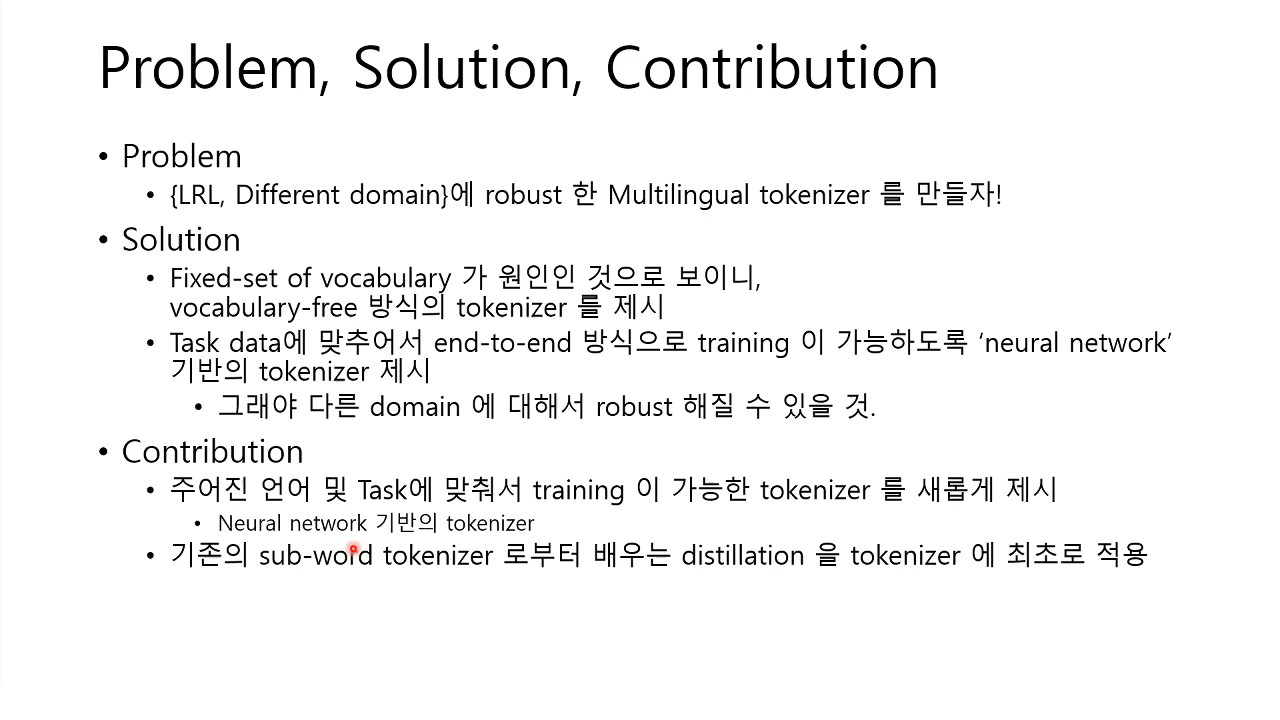 Problem, Solution, Contribution
• Problem
• {LRL, Different domain}에 robust 한 Multilingual tokenizer 를 만들자!
• Solution
• Fixed-set of vocabulary 가 원인인 것으로 보이니,
vocabulary-free 방식의 tokenizer 를 제시
• Task data에 맞추어서 end-to-end 방식으로 training 이 가능하도록 ‘neural network’
기반의 tokenizer 제시
• 그래야 다른 domain 에 대해서 robust 해질 수 있을 것.
• Contribution
• 주어진 언어 및 Task에 맞춰서 training 이 가능한 tokenizer 를 새롭게 제시
• Neural network 기반의 tokenizer
• 기존의 sub-word tokenizer 로부터 배우는 distillation 을 tokenizer 에 최초로 적용